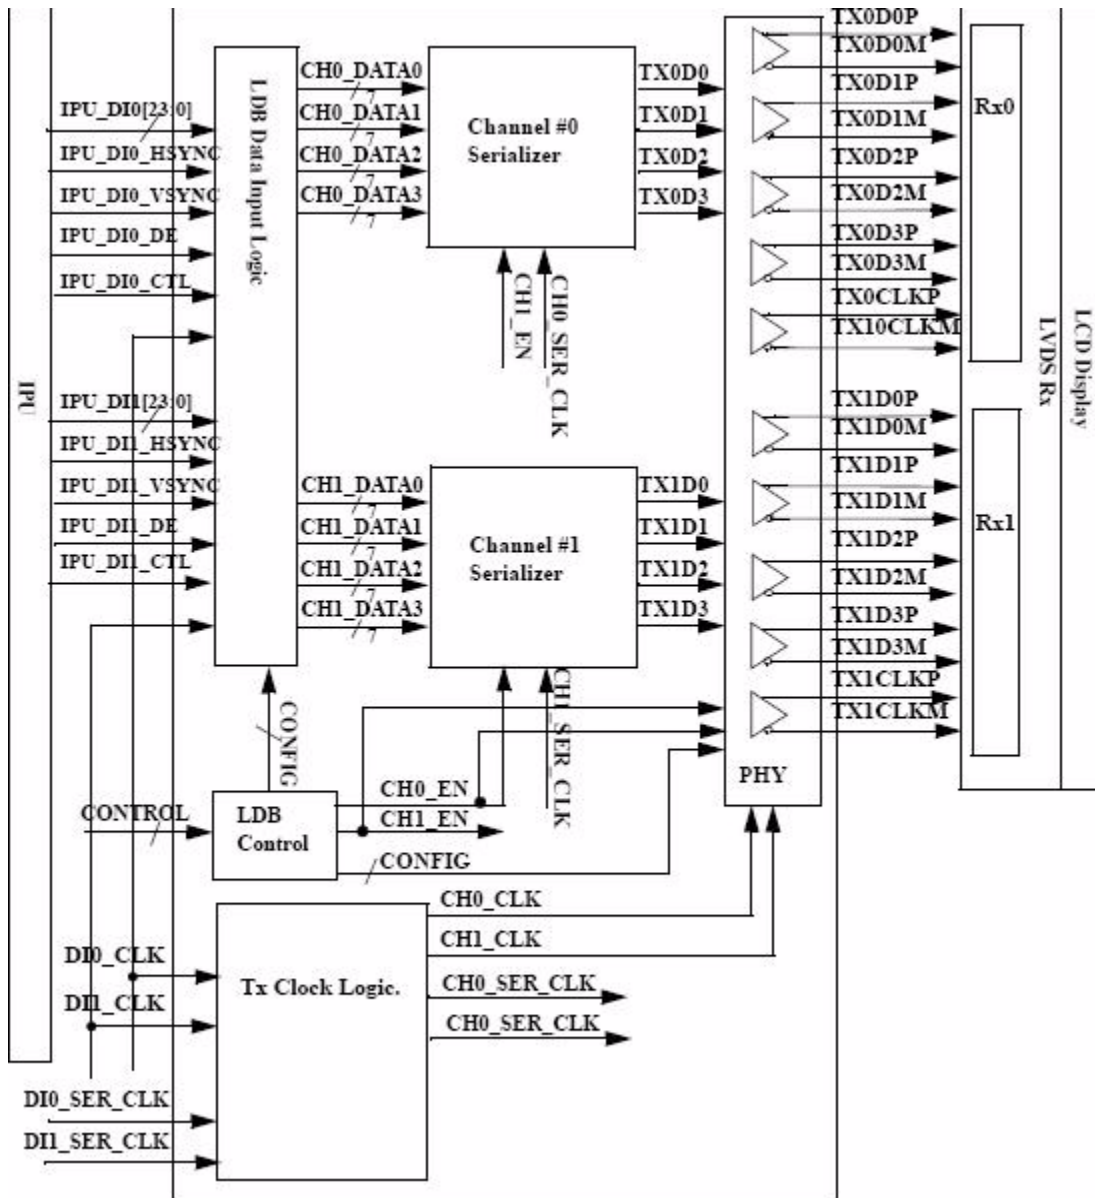 IPU
IPU_DI0[23:0]
IPU_DI0_HSYNC
IPU_DI0_VSYNC
IPU_DI0_DE
IPU_DI0_CTL
IPU_DI1[23:0]
IPU_DI1_HSYNC
IPU_DI1_VSYNC
IPU_DI1_DE
IPU_DI1_CTL
LDB Data Input Logic
CH0_DATA0
7
CH0_DATA1
7
CH0_DATA2
7
CH0_DATA3
7
Channel #0
Serializer
CH1_EN
CH0_SER_CLK
TX0D0
TX0D1
TX0D2
TX0D3
CH1_DATA0
7
CH1_DATA1
7
CH1_DATA2
7
CH1_DATA3
7
Channel #1
Serializer
CH1_SER_CLK
TX1D0
TX1D1
TX1D2
TX1D3
PHY
TX0D0P
TX0D0M
TX0D1P
TX0D1M
TX0D2P
TX0D2M
TX0D3P
TX0D3M
TX0CLKP
TX10CLKM
TX1D0P
TX1D0M
TX1D1P
TX1D1M
TX1D2P
TX1D2M
TX1D3P
TX1D3M
TX1CLKP
TX1CLKM
Rx0
Rx1
LVDS Rx
LCD Display
CONFIG
CONTROL
LDB
Control
CH0_EN
CH1_EN
CONFIG
DI0_CLK
DI1_CLK
DI0_SER_CLK
DI1_SER_CLK
Tx Clock Logic.
CH0_CLK
CH1_CLK
CH0_SER_CLK
CH0_SER_CLK